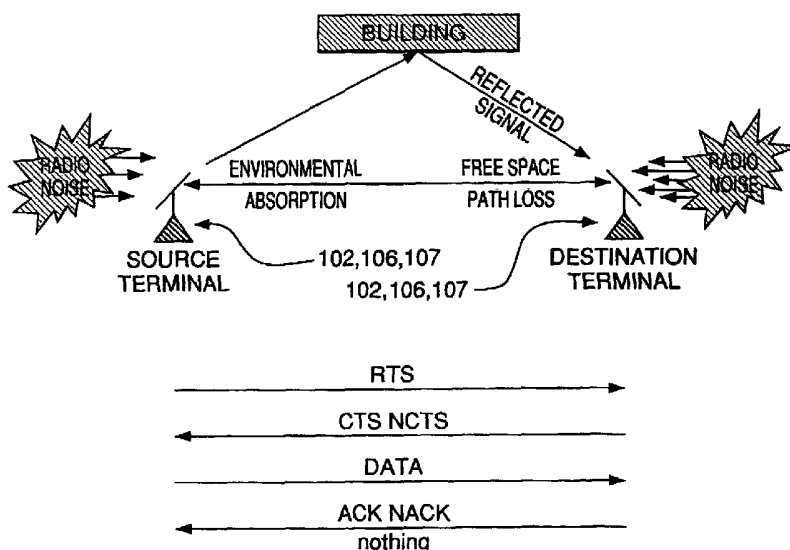 BUILDING
REFLECTED
SIGNAL
RADIO
NOISE
ENVIRONMENTAL
ABSORPTION
FREE SPACE
PATH LOSS
RADIO
NOISE
SOURCE
TERMINAL
102,106,107
102,106,107
DESTINATION
TERMINAL
RTS
CTS NCTS
DATA
ACK NACK
nothing